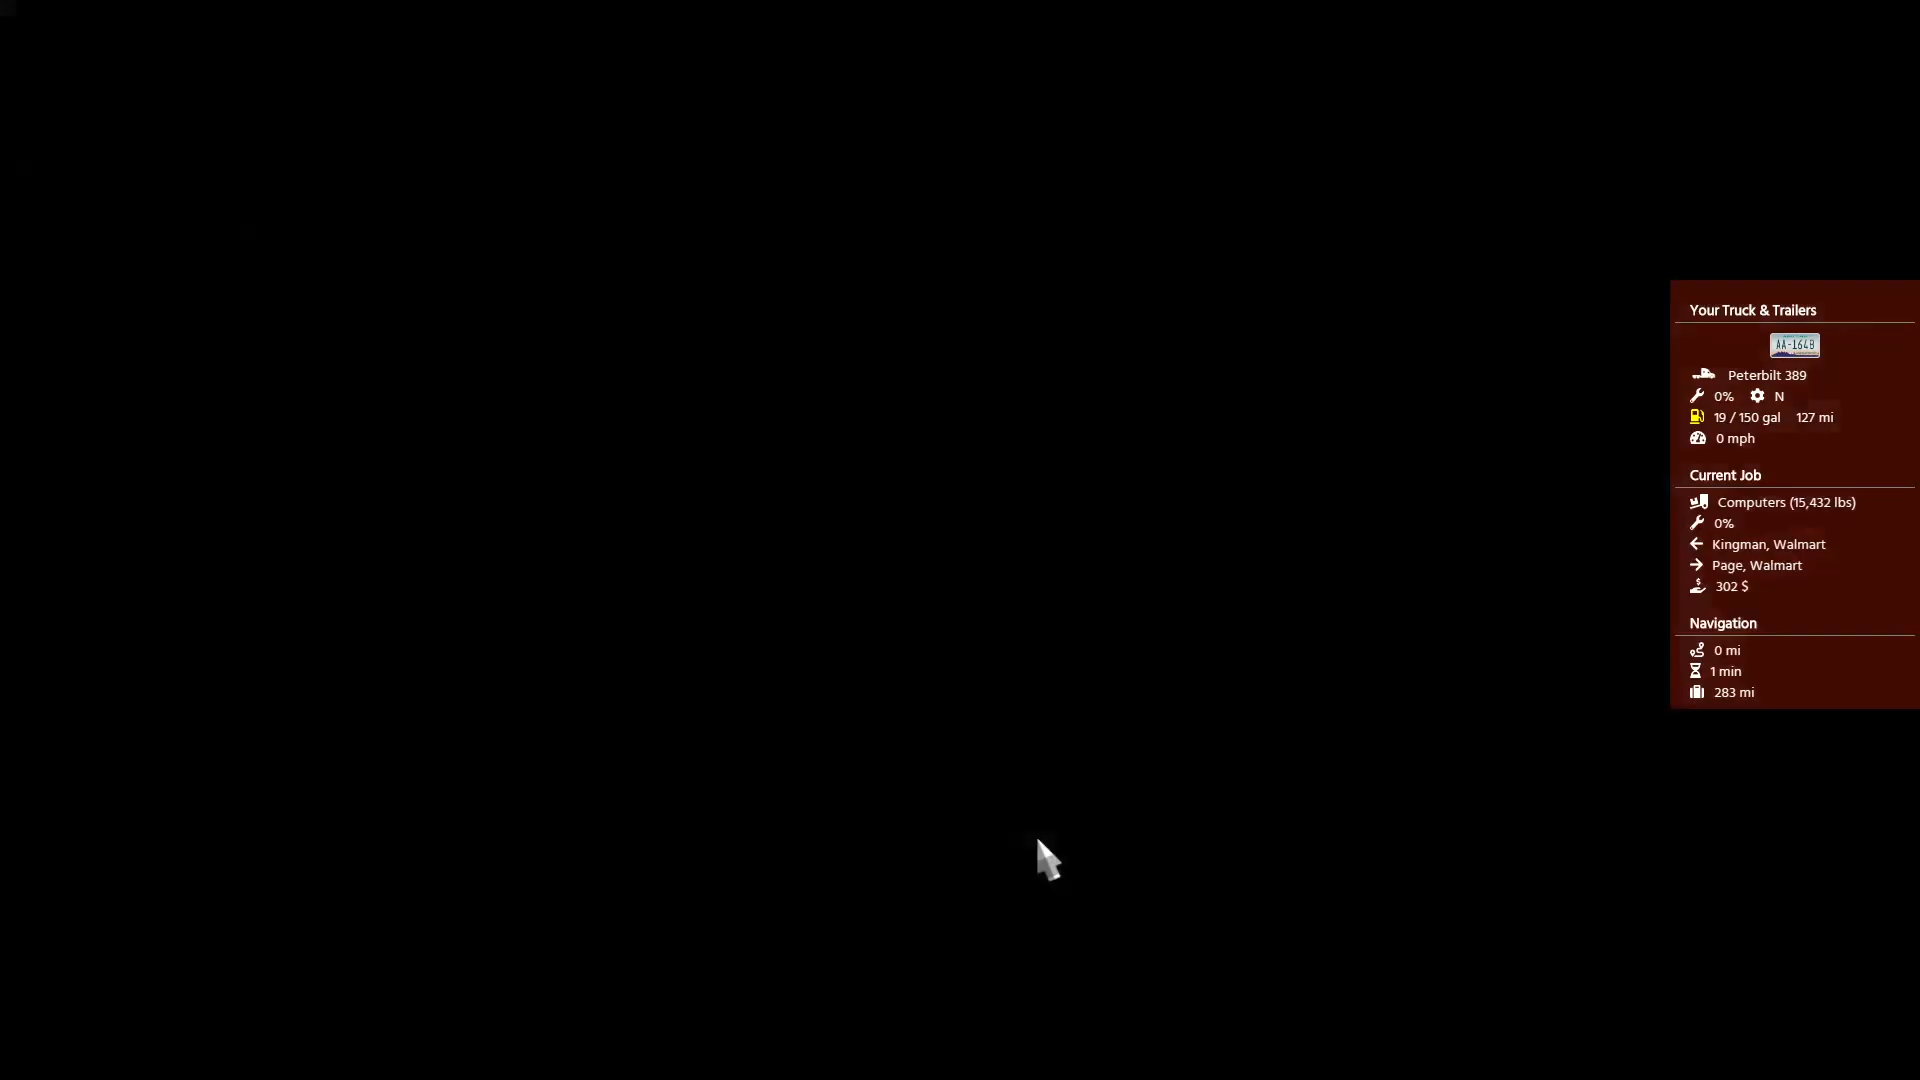 Your Truck & Trailers
AA-164B
Peterbilt 389
0% N
19 / 150 gal 127 mi
0 mph
Current Job
Computers (15,432 lbs)
0%
Kingman, Walmart
Page, Walmart
302 $
Navigation
0 mi
1 min
283 mi